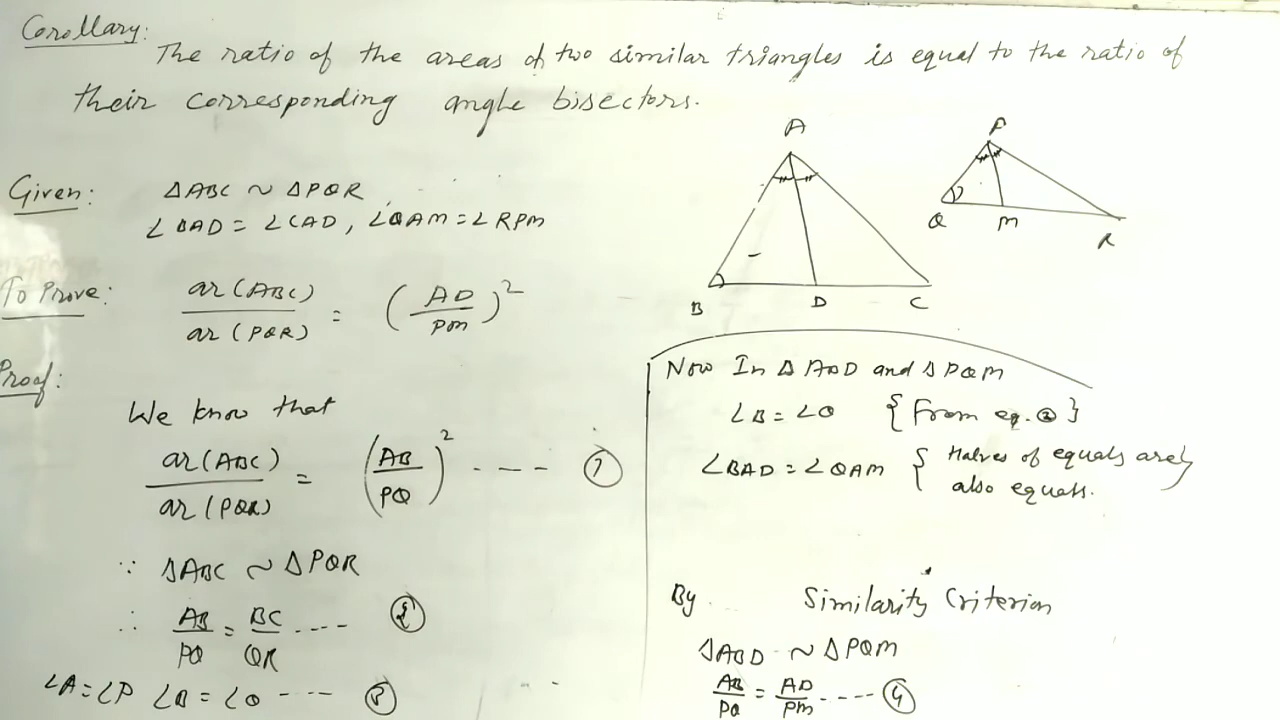 Corollary:
The ratio of the areas of two similar triangles is equal to the ratio of
their corresponding angle bisectors.
Given: ΔABC ~ ΔPQR
∠BAD = ∠CAD, ∠QAM = ∠RPM
To Prove: ar(ABC)/ar(PQR) = (AD/PM)²
Proof:
We know that
ar(ABC)/ar(PQR) = (AB/PQ)² ---- ①
∵ ΔABC ~ ΔPQR
∴ AB/PQ = BC/QR ---- ②
∠A = ∠P ∠B = ∠Q ---- ③
A
B
D
C
P
Q
M
R
Now In Δ ABD and Δ PQM
∠B = ∠Q {From eq. ③}
∠BAD = ∠QAM {Halves of equals are
also equals.}
By Similarity Criterion
ΔABD ~ ΔPQM
AB/PQ = AD/PM ---- ④